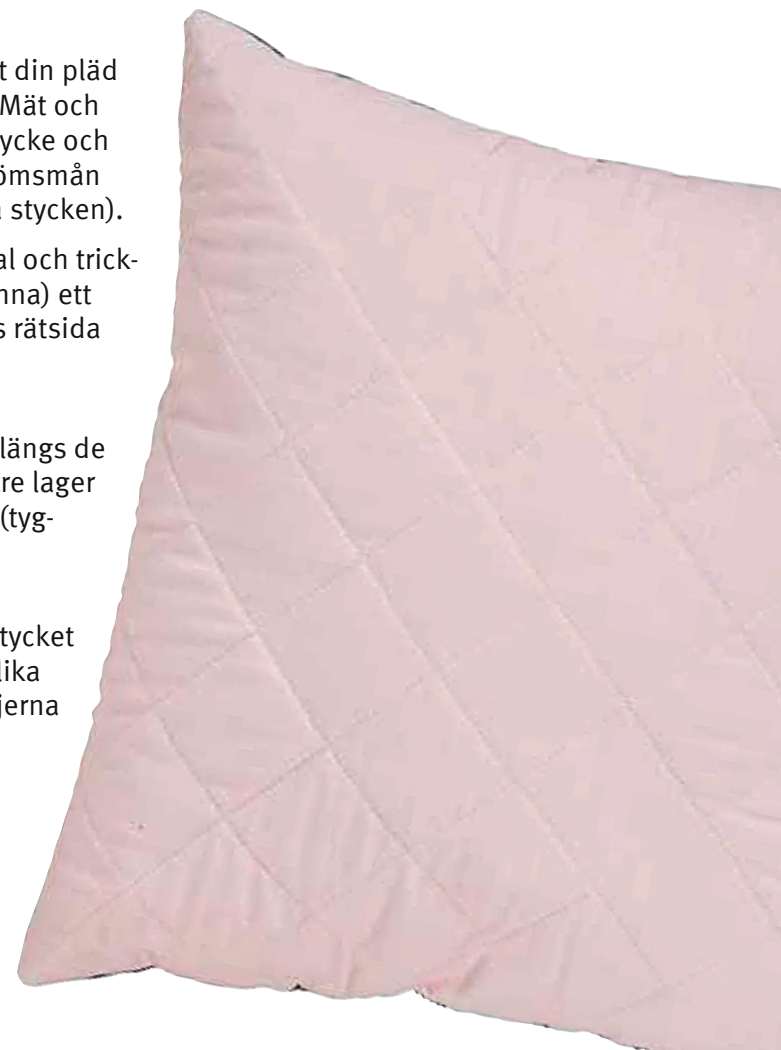 t din pläd
Mät och
ycke och
ömsmån
stycken).
al och trick-
nna) ett
s rätsida
längs de
re lager
(tyg-
tycket
lika
jerna